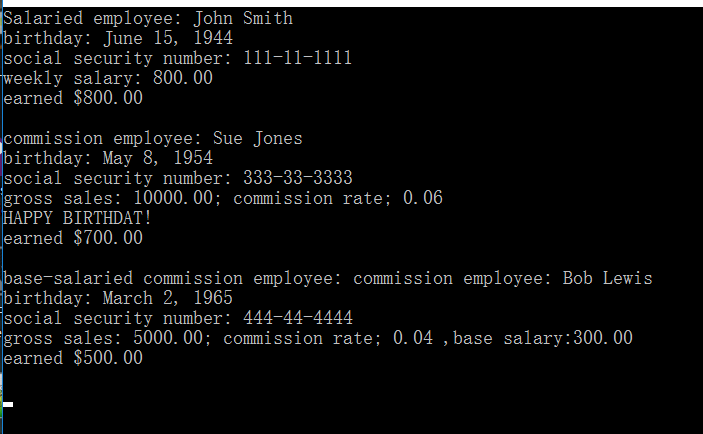 Salaried employee: John Smith
birthday: June 15, 1944
social security number: 111-11-1111
weekly salary: 800.00
earned $800.00
commission employee: Sue Jones
birthday: May 8, 1954
social security number: 333-33-3333
gross sales: 10000.00; commission rate; 0.06
HAPPY BIRTHDAT!
earned $700.00
base-salaried commission employee: commission employee: Bob Lewis
birthday: March 2, 1965
social security number: 444-44-4444
gross sales: 5000.00; commission rate; 0.04 ,base salary:300.00
earned $500.00